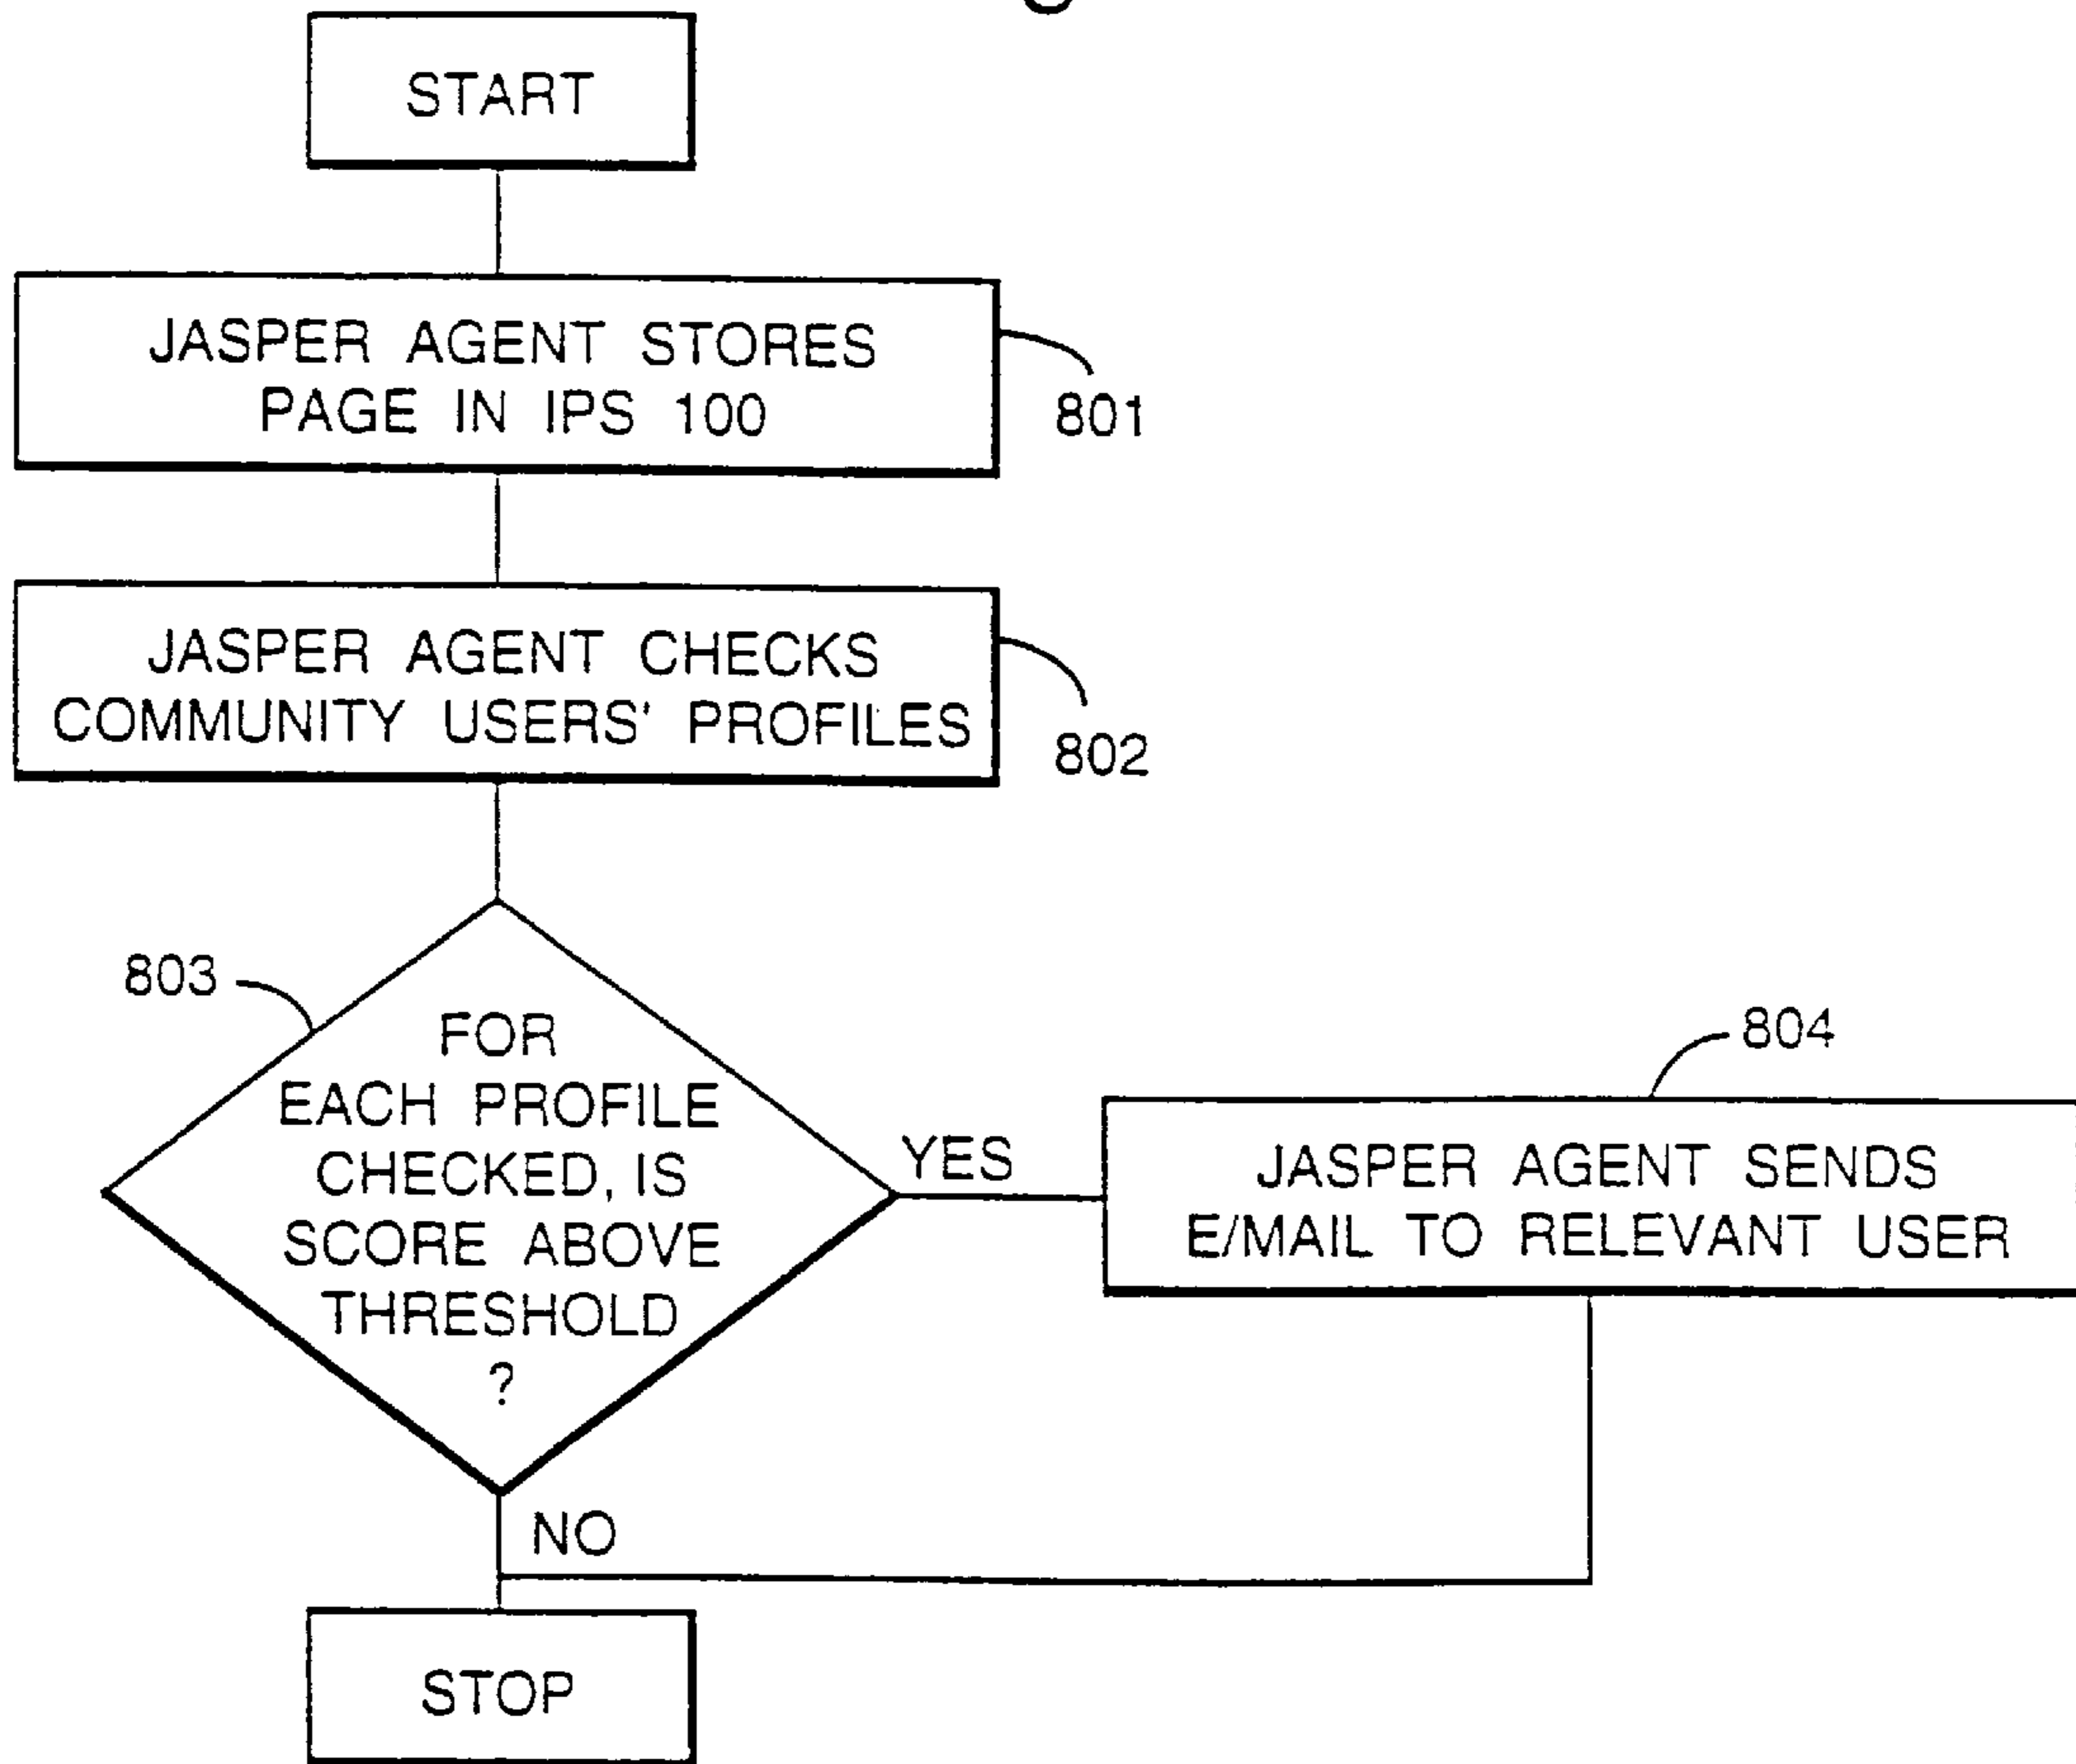 START
JASPER AGENT STORES
PAGE IN IPS 100
801
JASPER AGENT CHECKS
COMMUNITY USERS' PROFILES
802
803
FOR
EACH PROFILE
CHECKED, IS
SCORE ABOVE
THRESHOLD
?
YES
804
JASPER AGENT SENDS
E/MAIL TO RELEVANT USER
NO
STOP